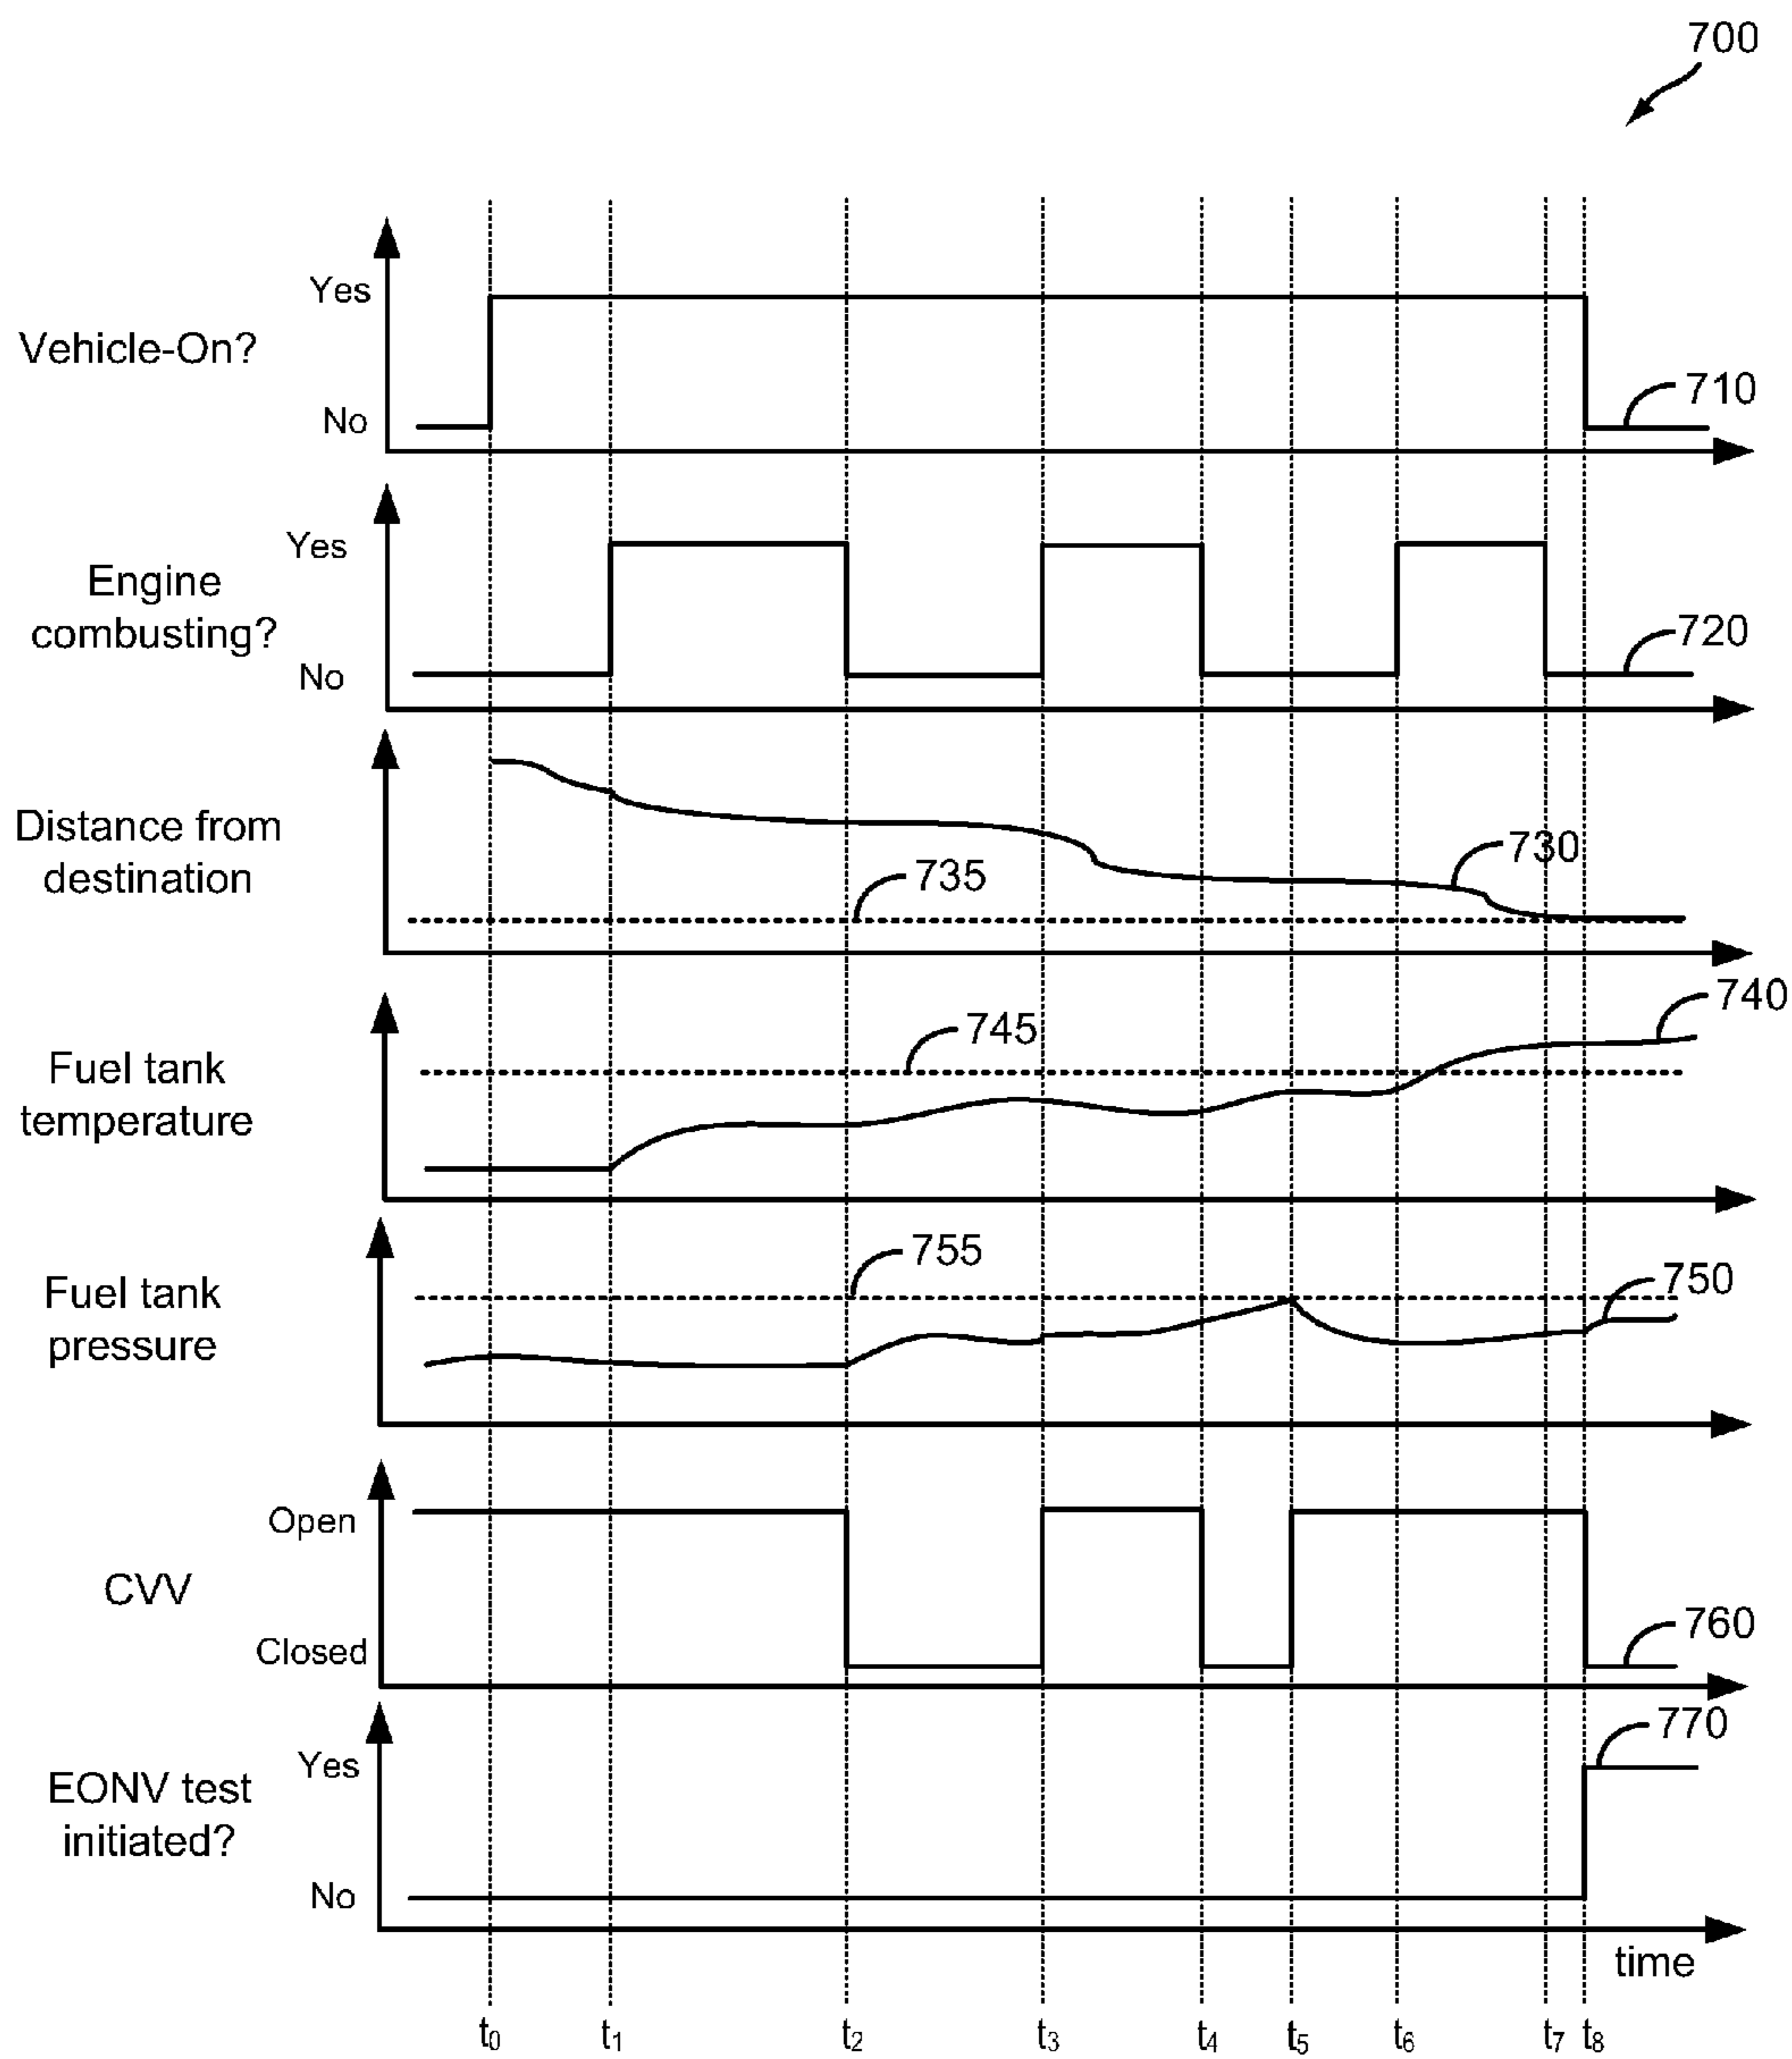 700
Yes
Vehicle-On?
No
710
Yes
Engine
combusting?
No
720
Distance from
destination
730
735
740
745
Fuel tank
temperature
755
750
Fuel tank
pressure
Open
CVV
Closed
760
770
Yes
EONV test
initiated?
No
time
t0 t1 t2 t3 t4 t5 t6 t7 t8